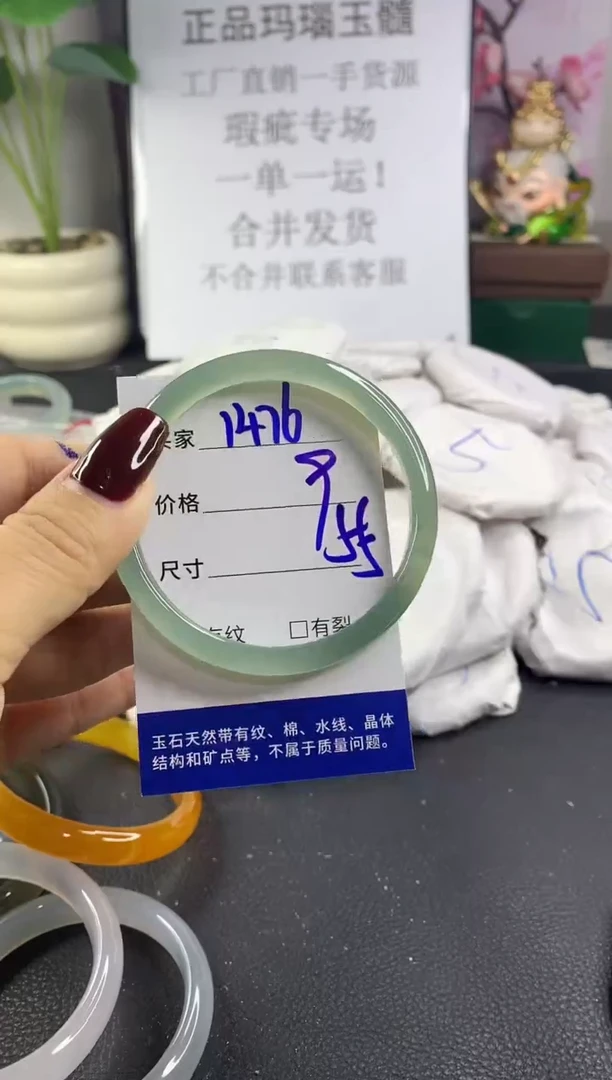 正品玛瑙玉髓
工厂直销一手货源
瑕疵专场
一单一运!
合并发货
不合并联系客服
家 1476
价格
尺寸
纹 □有裂
玉石天然带有纹、棉、水线、晶体
结构和矿点等,不属于质量问题。
5